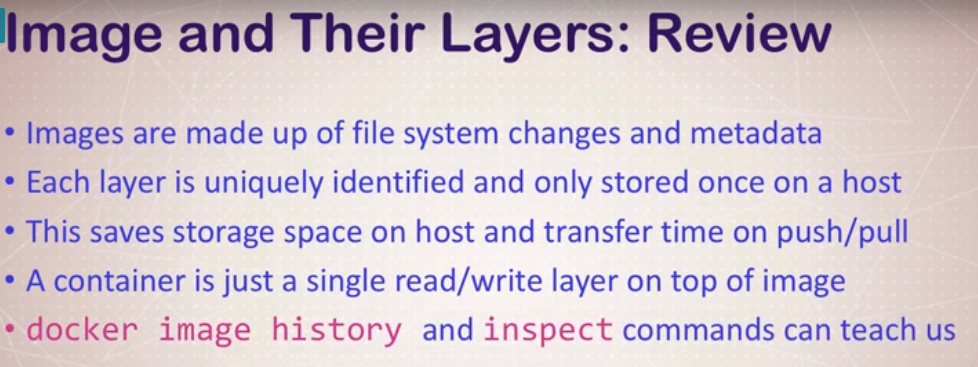 Image and Their Layers: Review
• Images are made up of file system changes and metadata
• Each layer is uniquely identified and only stored once on a host
• This saves storage space on host and transfer time on push/pull
• A container is just a single read/write layer on top of image
• docker image history and inspect commands can teach us